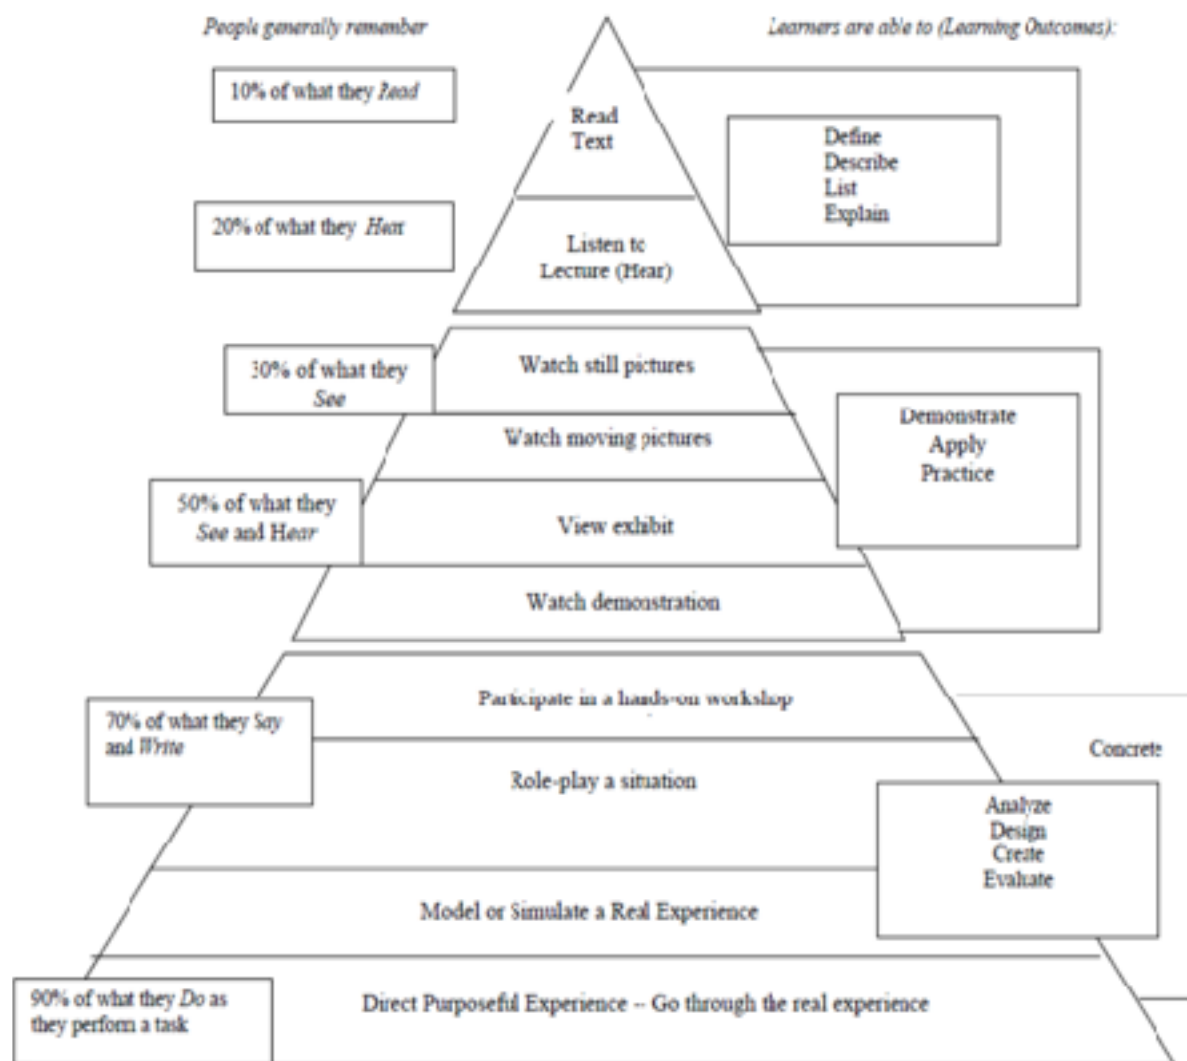 People generally remember
Learners are able to (Learning Outcomes):
10% of what they Read
Read
Text
Define
Describe
List
Explain
20% of what they Hear
Listen to
Lecture (Hear)
30% of what they
See
Watch still pictures
Watch moving pictures
Demonstrate
Apply
Practice
50% of what they
See and Hear
View exhibit
Watch demonstration
Participate in a hands-on workshop
70% of what they Say
and Write
Role-play a situation
Concrete
Analyze
Design
Create
Evaluate
Model or Simulate a Real Experience
90% of what they Do as
they perform a task
Direct Purposeful Experience -- Go through the real experience